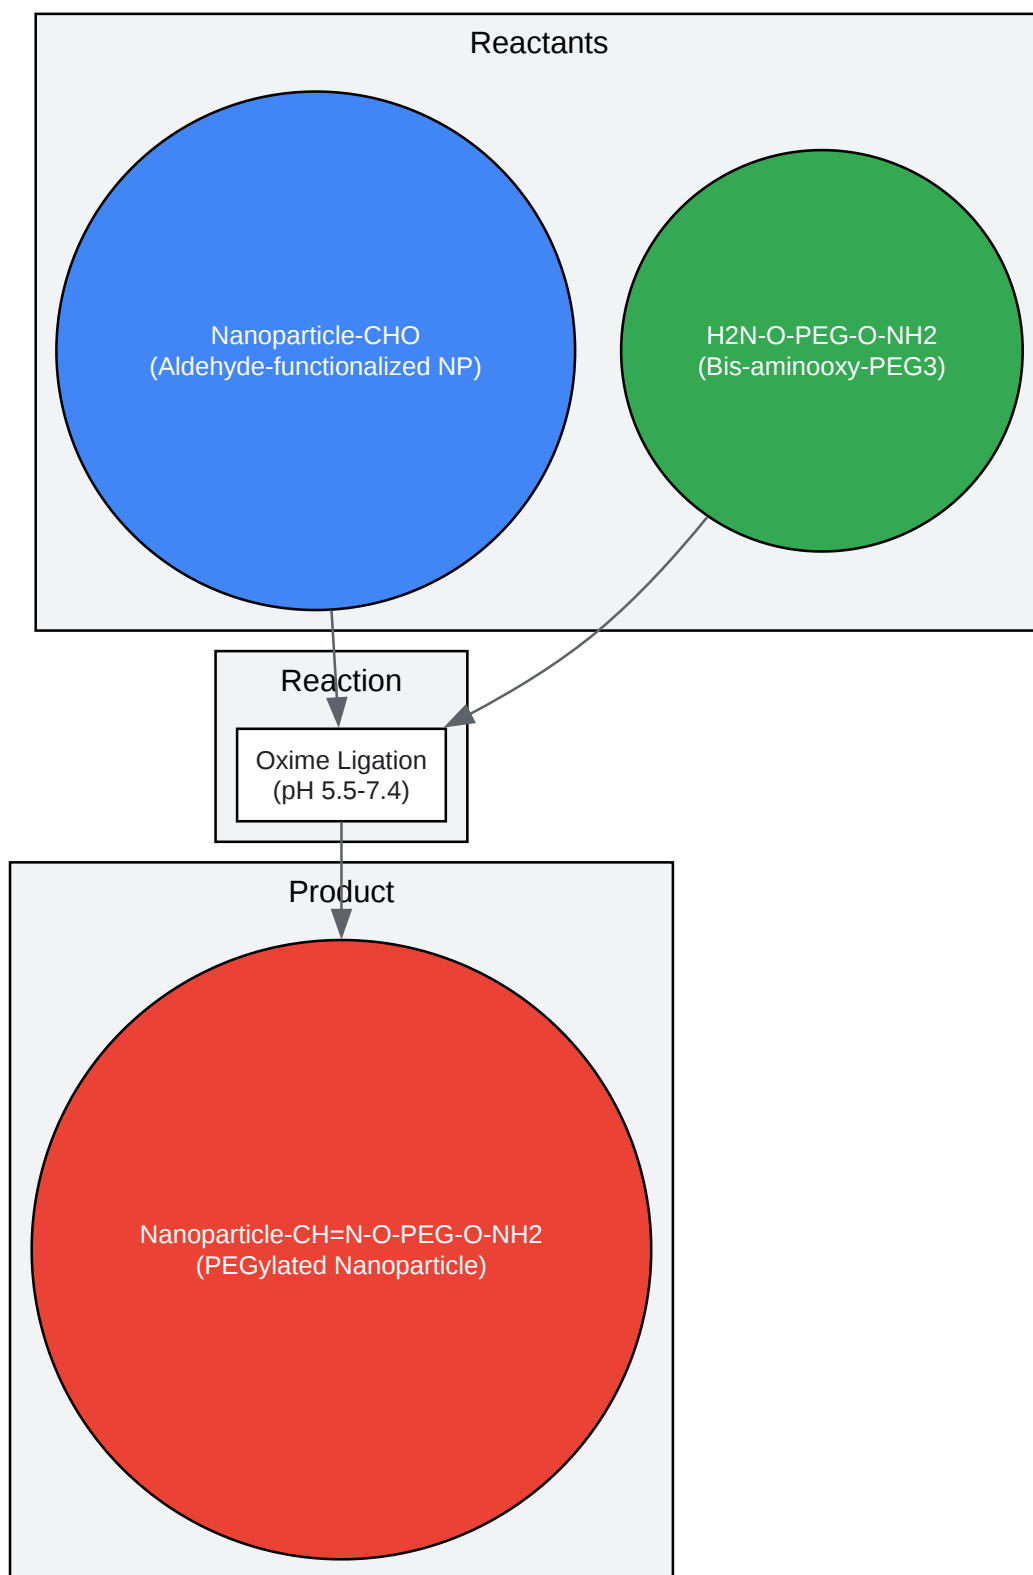 Reactants
Nanoparticle-CHO
(Aldehyde-functionalized NP)
H2N-O-PEG-O-NH2
(Bis-aminooxy-PEG3)
Reaction
Oxime Ligation
(pH 5.5-7.4)
Product
Nanoparticle-CH=N-O-PEG-O-NH2
(PEGylated Nanoparticle)